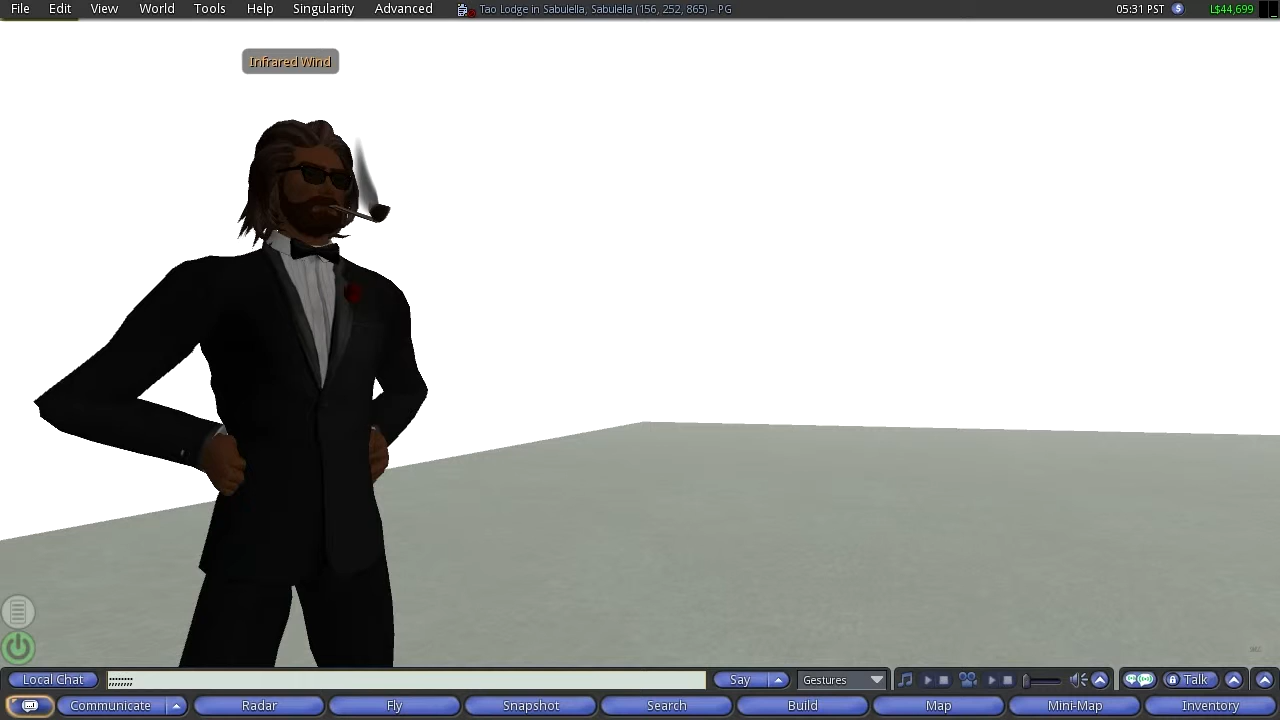 File Edit View World Tools Help Singularity Advanced Tao Lodge in Sabulella, Sabulella (156, 252, 865) - PG 05:31 PST L$44,699
Infrared Wind
Local Chat ;;;;;;;; Say Gestures Talk
Communicate Radar Fly Snapshot Search Build Map Mini-Map Inventory